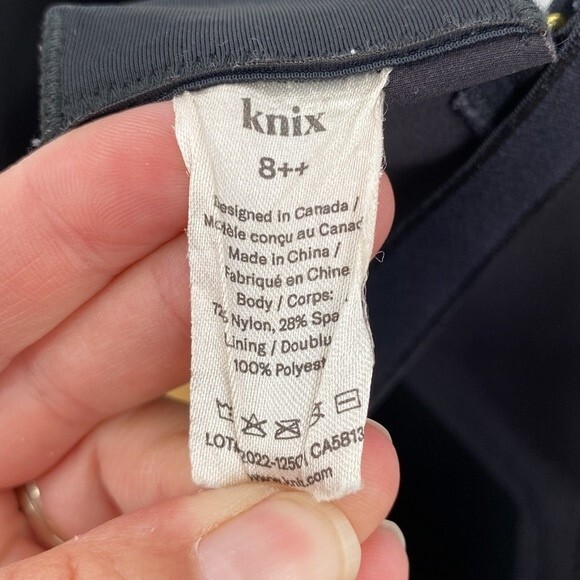 knix
8++
Designed in Canada /
Modèle conçu au Canad
Made in China /
Fabriqué en Chine
Body / Corps:
Nylon, 28% Spa
Lining / Doublu
100% Polyest
CA5813